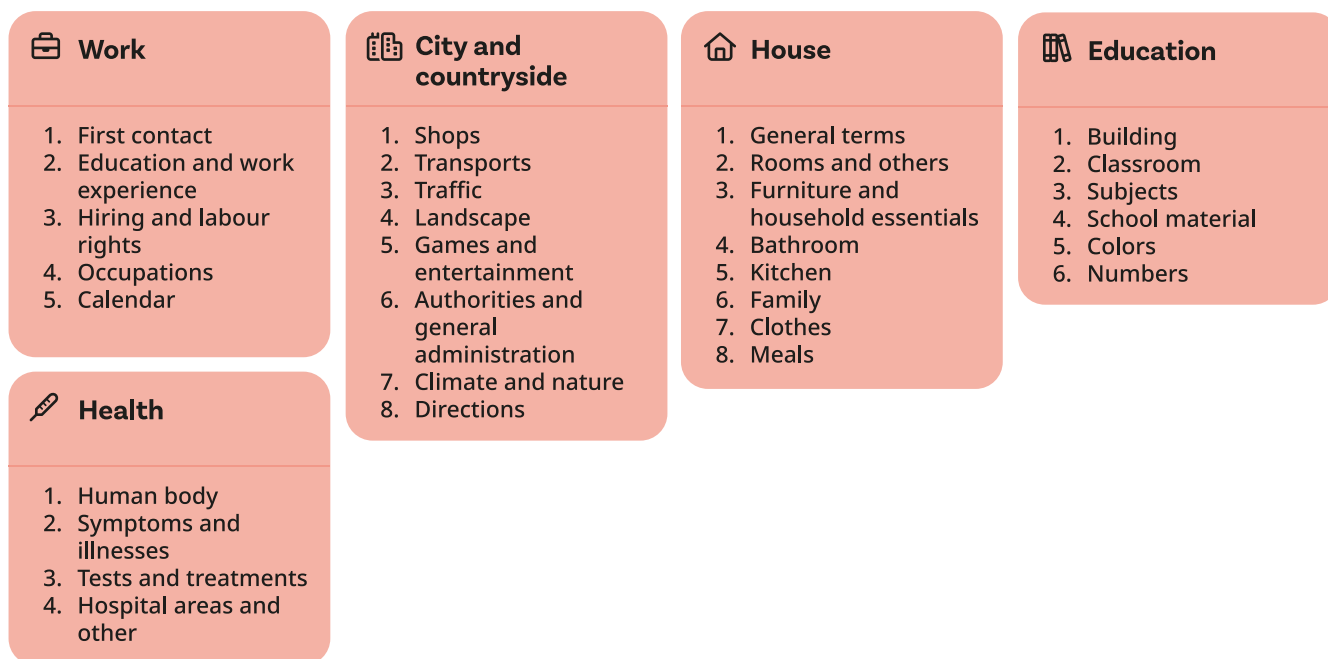 Work
1. First contact
2. Education and work
experience
3. Hiring and labour
rights
4. Occupations
5. Calendar
City and
countryside
1. Shops
2. Transports
3. Traffic
4. Landscape
5. Games and
entertainment
6. Authorities and
general
administration
7. Climate and nature
8. Directions
House
1. General terms
2. Rooms and others
3. Furniture and
household essentials
4. Bathroom
5. Kitchen
6. Family
7. Clothes
8. Meals
Education
1. Building
2. Classroom
3. Subjects
4. School material
5. Colors
6. Numbers
Health
1. Human body
2. Symptoms and
illnesses
3. Tests and treatments
4. Hospital areas and
other